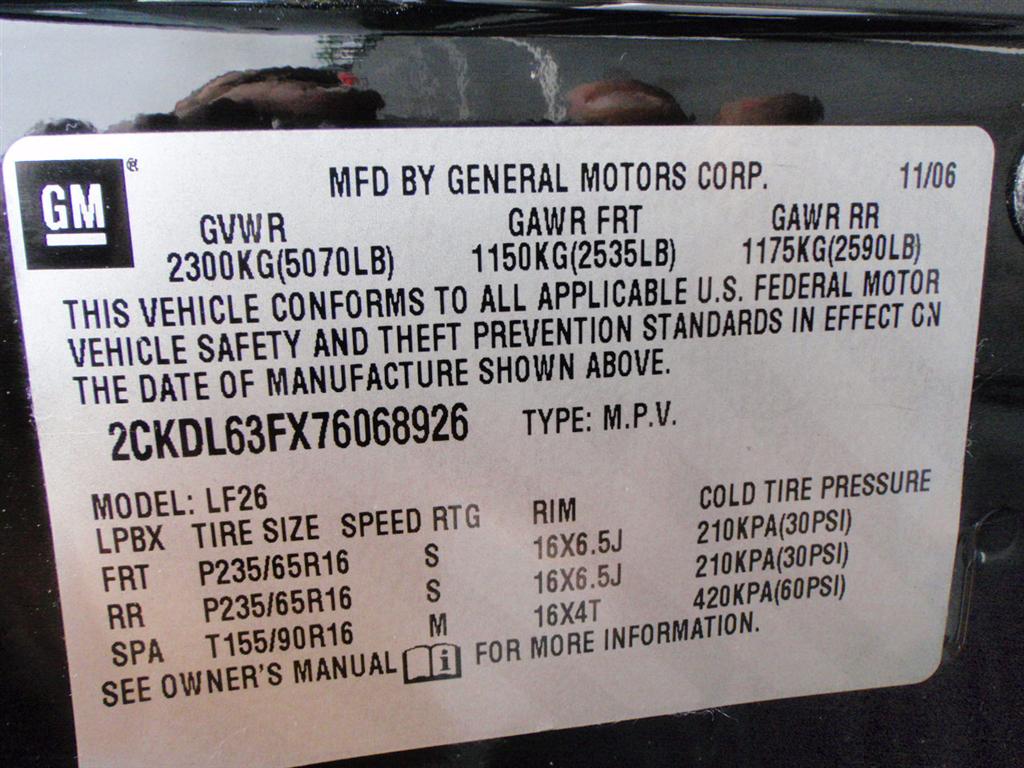 GM ®
MFD BY GENERAL MOTORS CORP. 11/06
GVWR GAWR FRT GAWR RR
2300KG(5070LB) 1150KG(2535LB) 1175KG(2590LB)
THIS VEHICLE CONFORMS TO ALL APPLICABLE U.S. FEDERAL MOTOR
VEHICLE SAFETY AND THEFT PREVENTION STANDARDS IN EFFECT ON
THE DATE OF MANUFACTURE SHOWN ABOVE.
2CKDL63FX76068926 TYPE: M.P.V.
MODEL: LF26
LPBX TIRE SIZE SPEED RTG RIM COLD TIRE PRESSURE
FRT P235/65R16 S 16X6.5J 210KPA(30PSI)
RR P235/65R16 S 16X6.5J 210KPA(30PSI)
SPA T155/90R16 M 16X4T 420KPA(60PSI)
SEE OWNER'S MANUAL i FOR MORE INFORMATION.